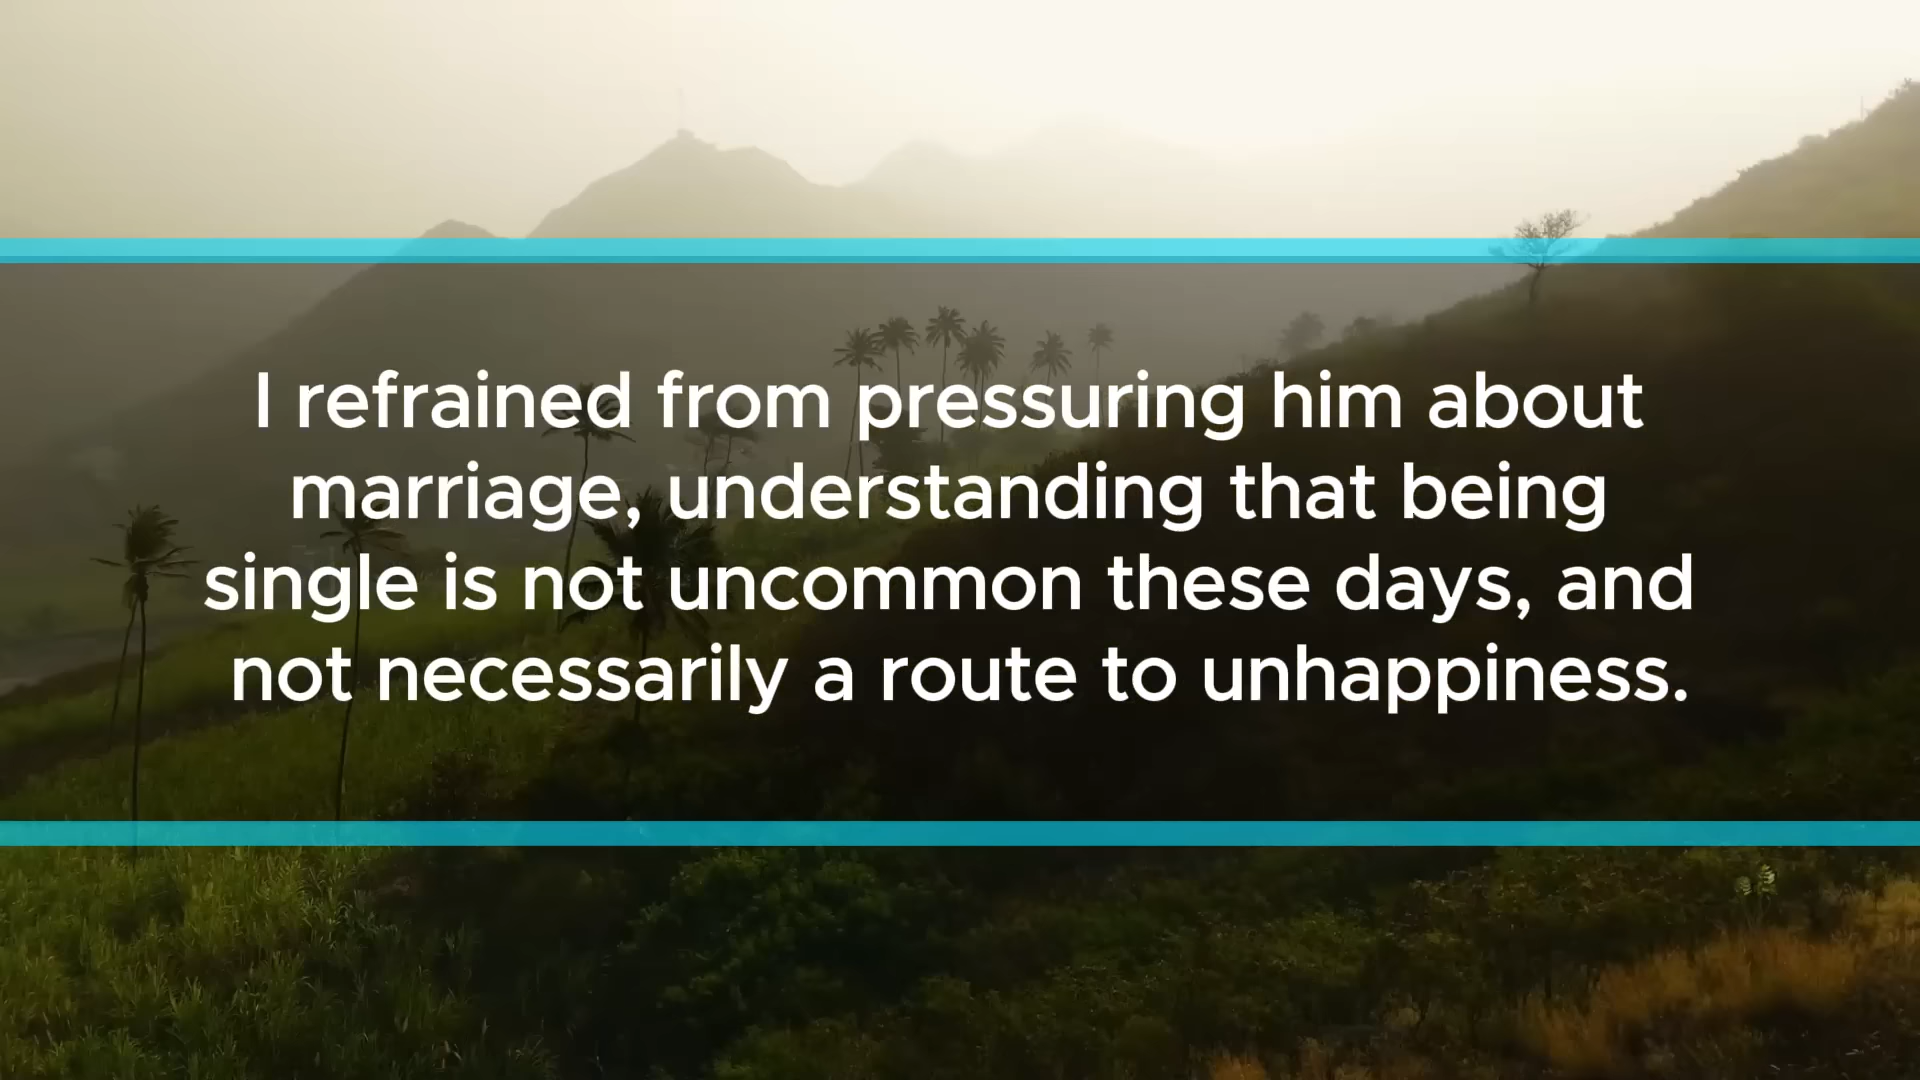 I refrained from pressuring him about
marriage, understanding that being
single is not uncommon these days, and
not necessarily a route to unhappiness.